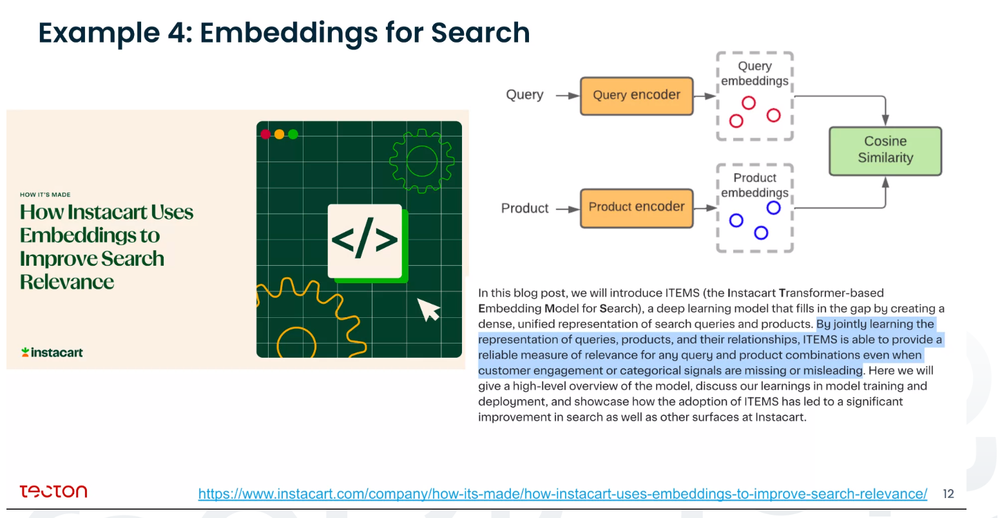 Example 4: Embeddings for Search
HOW IT'S MADE
How Instacart Uses
Embeddings to
Improve Search
Relevance
</>
instacart
Query
Query encoder
Query
embeddings
Cosine
Similarity
Product
Product encoder
Product
embeddings
In this blog post, we will introduce ITEMS (the Instacart Transformer-based
Embedding Model for Search), a deep learning model that fills in the gap by creating a
dense, unified representation of search queries and products. By jointly learning the
representation of queries, products, and their relationships, ITEMS is able to provide a
reliable measure of relevance for any query and product combinations even when
customer engagement or categorical signals are missing or misleading. Here we will
give a high-level overview of the model, discuss our learnings in model training and
deployment, and showcase how the adoption of ITEMS has led to a significant
improvement in search as well as other surfaces at Instacart.
tecton
https://www.instacart.com/company/how-its-made/how-instacart-uses-embeddings-to-improve-search-relevance/
12